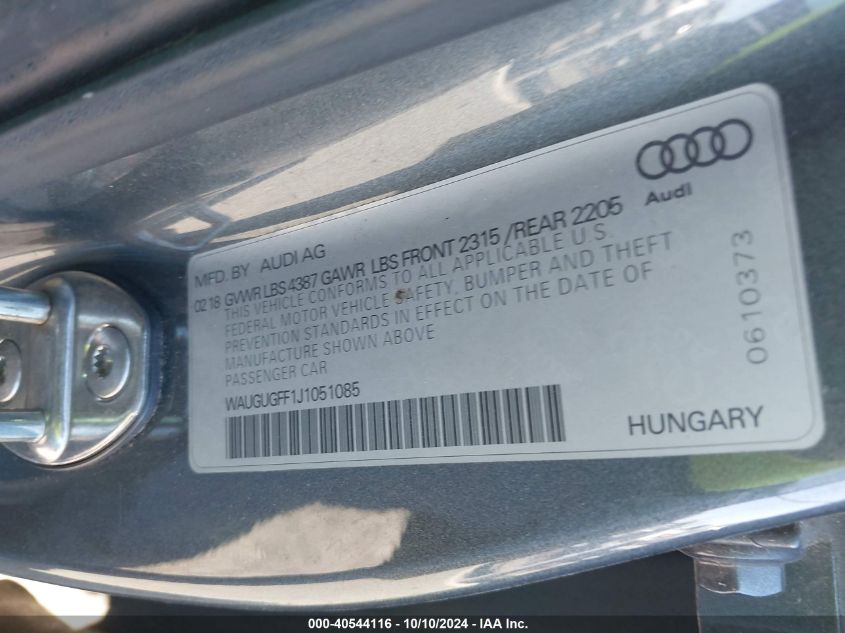 Audi
MFD. BY AUDI AG
0218 GVWR LBS 4387 GAWR LBS FRONT 2315 /REAR 2205
THIS VEHICLE CONFORMS TO ALL APPLICABLE U.S.
FEDERAL MOTOR VEHICLE SAFETY, BUMPER AND THEFT
PREVENTION STANDARDS IN EFFECT ON THE DATE OF
MANUFACTURE SHOWN ABOVE
PASSENGER CAR
WAUGUGFF1J1051085
HUNGARY
0610373
000-40544116 - 10/10/2024 - IAA Inc.